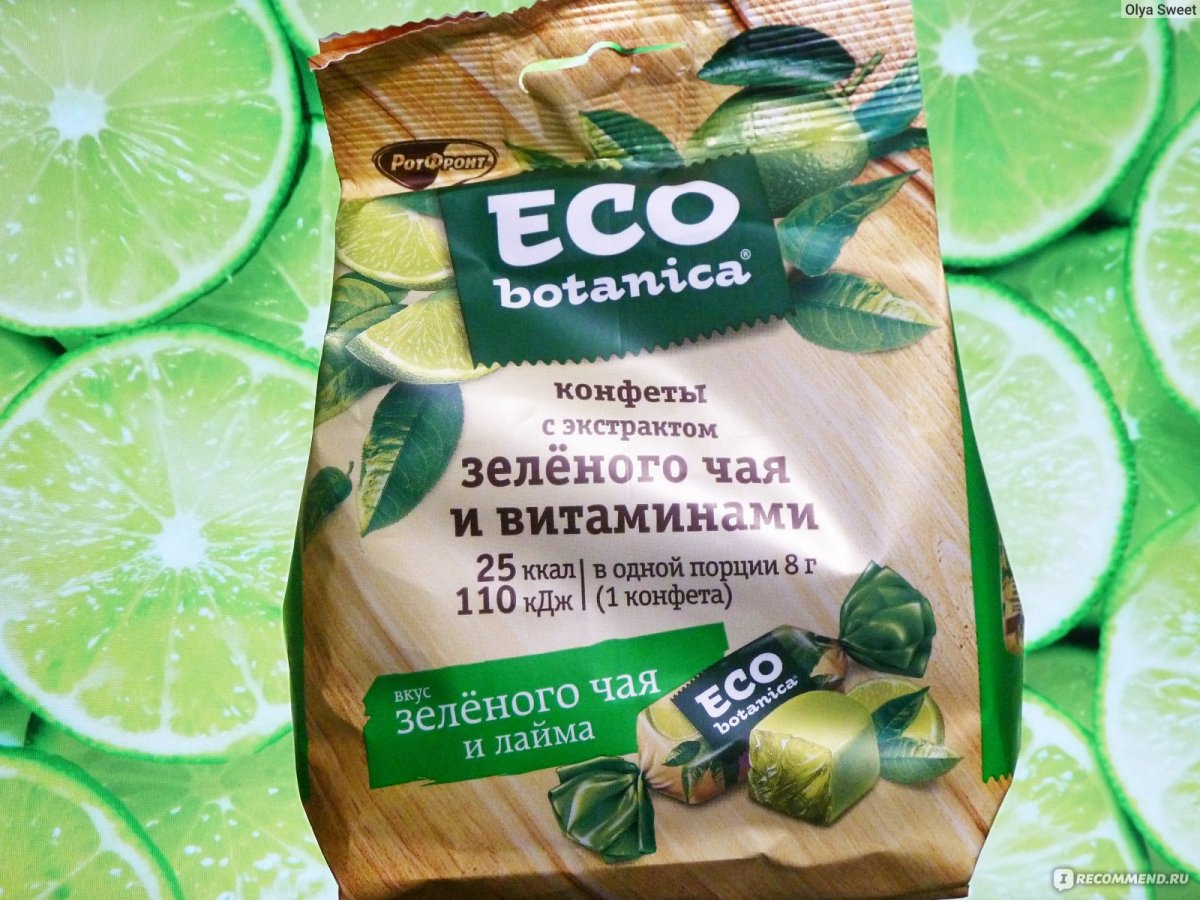 Olya Sweet
РотФронт
ECO
botanica®
конфеты
с экстрактом
зелёного чая
и витаминами
25 ккал
110 кДж
в одной порции 8 г
(1 конфета)
вкус
зелёного чая
и лайма
ECO
botanica®
IRECOMMEND.RU